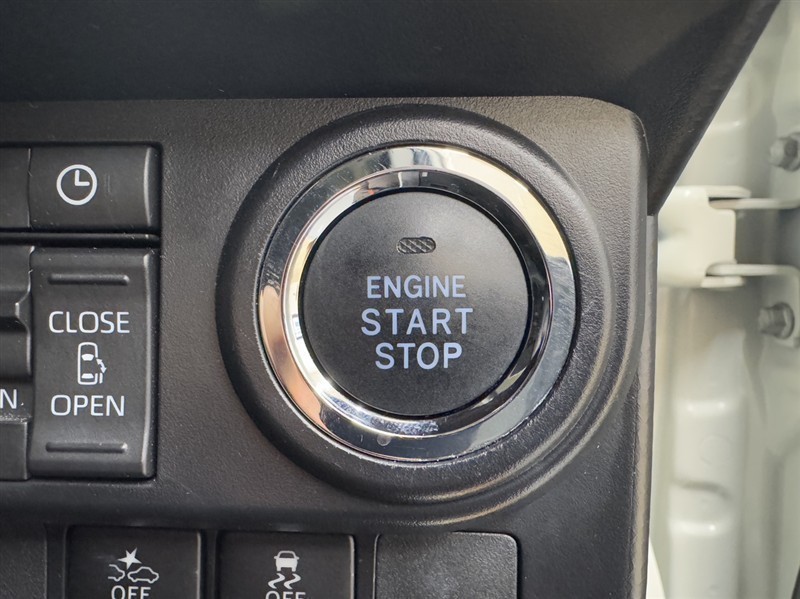 ENGINE
START
STOP
CLOSE
OPEN
N
OFF
OFF